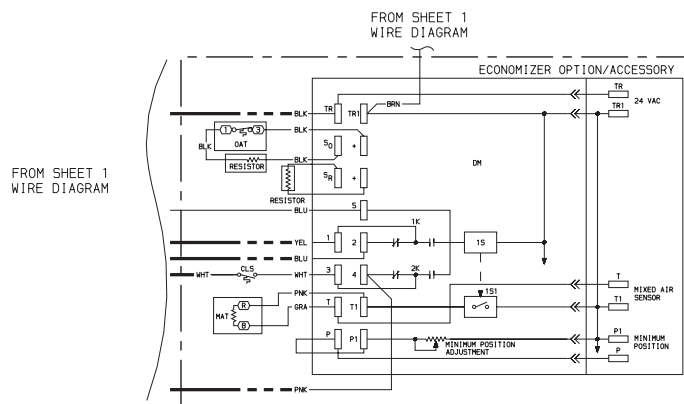 FROM SHEET 1
WIRE DIAGRAM
ECONOMIZER OPTION/ACCESSORY
TR
24 VAC
TR1
BRN
BLK
TR
TR1
BLK
1
3
OAT
BLK
SO
+
BLK
RESISTOR
DM
SR
+
RESISTOR
FROM SHEET 1
WIRE DIAGRAM
BLU
5
1K
YEL
1
2
1S
BLU
2K
WHT
CLS
WHT
3
4
T
MIXED AIR
SENSOR
T1
PNK
1S1
R
MAT
B
GRA
T
T1
P
P1
MINIMUM POSITION
ADJUSTMENT
P1
MINIMUM
POSITION
P
PNK